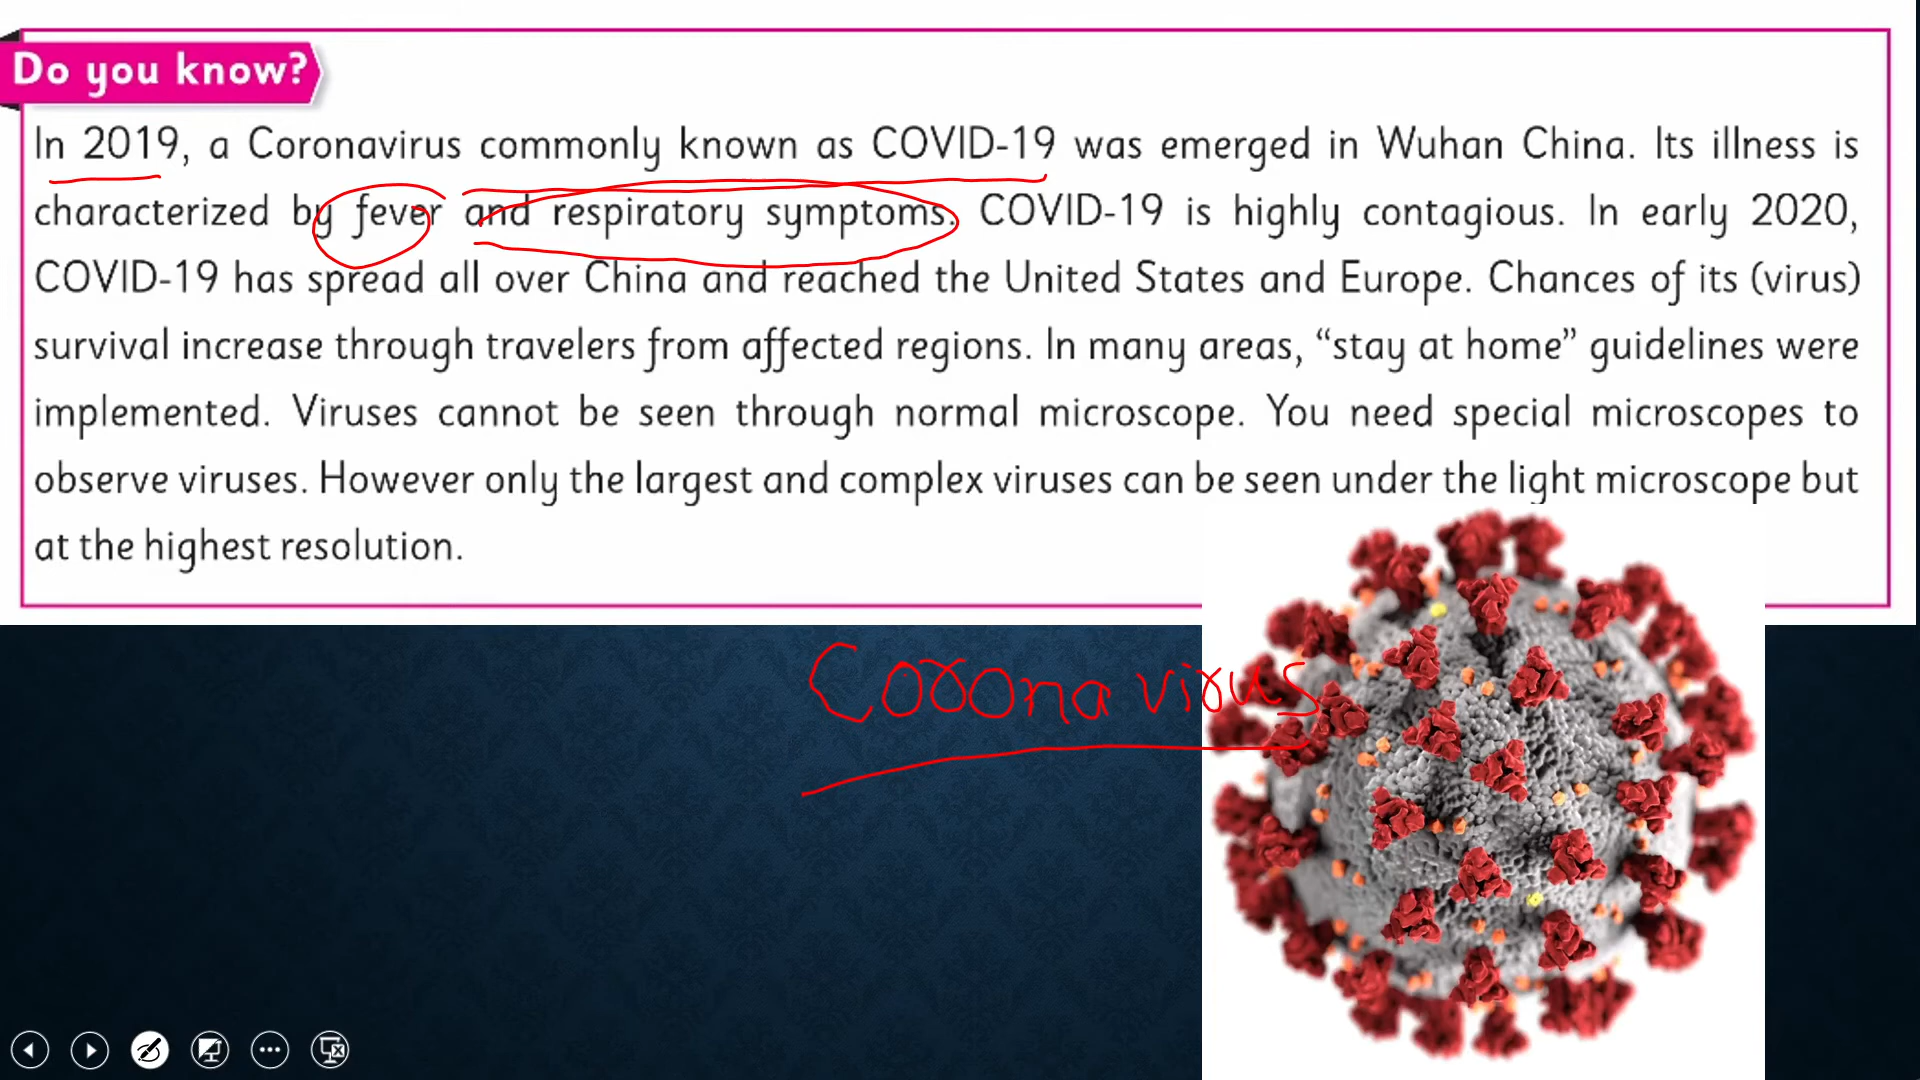 Do you know?
In 2019, a Coronavirus commonly known as COVID-19 was emerged in Wuhan China. Its illness is
characterized by fever and respiratory symptoms. COVID-19 is highly contagious. In early 2020,
COVID-19 has spread all over China and reached the United States and Europe. Chances of its (virus)
survival increase through travelers from affected regions. In many areas, “stay at home” guidelines were
implemented. Viruses cannot be seen through normal microscope. You need special microscopes to
observe viruses. However only the largest and complex viruses can be seen under the light microscope but
at the highest resolution.
Corona virus